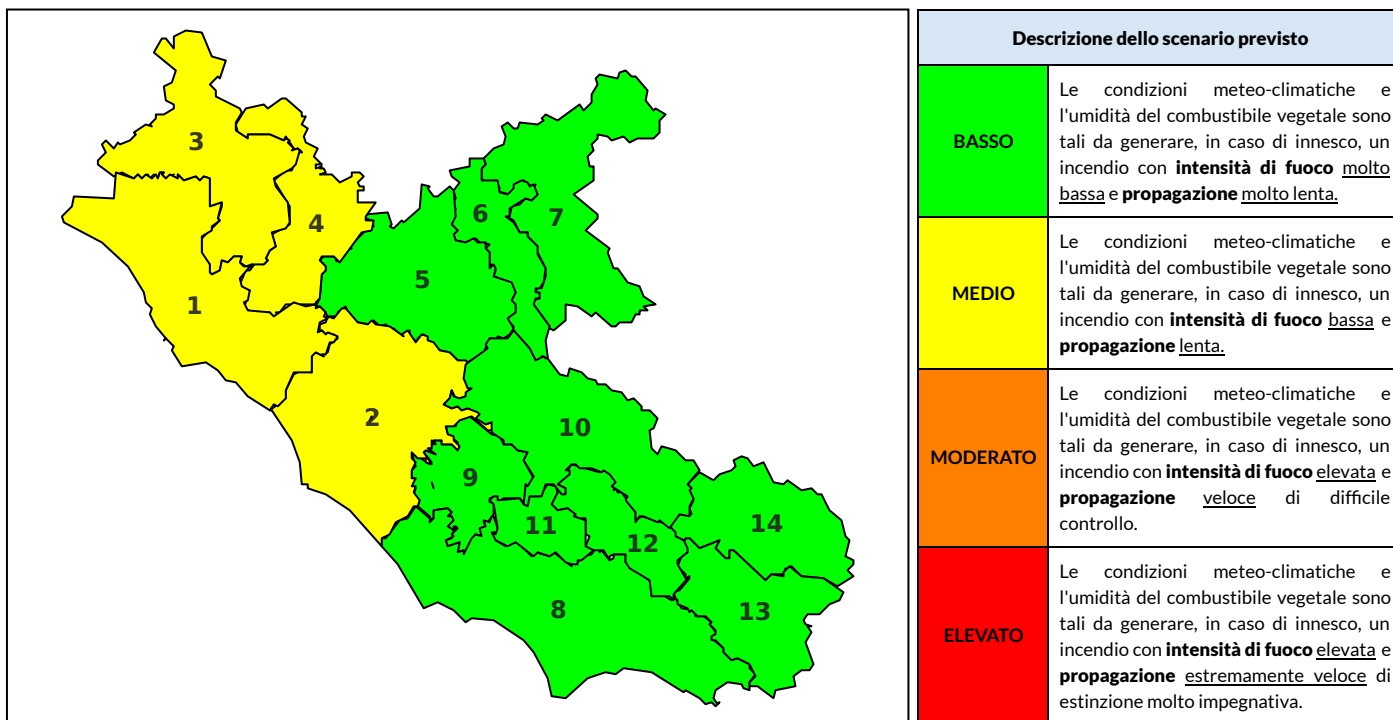 3
4
6
7
5
1
2
10
9
14
11
12
8
13
Descrizione dello scenario previsto
BASSO
Le condizioni meteo-climatiche e
l'umidità del combustibile vegetale sono
tali da generare, in caso di innesco, un
incendio con intensità di fuoco molto
bassa e propagazione molto lenta.
MEDIO
Le condizioni meteo-climatiche e
l'umidità del combustibile vegetale sono
tali da generare, in caso di innesco, un
incendio con intensità di fuoco bassa e
propagazione lenta.
MODERATO
Le condizioni meteo-climatiche e
l'umidità del combustibile vegetale sono
tali da generare, in caso di innesco, un
incendio con intensità di fuoco elevata e
propagazione veloce di difficile
controllo.
ELEVATO
Le condizioni meteo-climatiche e
l'umidità del combustibile vegetale sono
tali da generare, in caso di innesco, un
incendio con intensità di fuoco elevata e
propagazione estremamente veloce di
estinzione molto impegnativa.